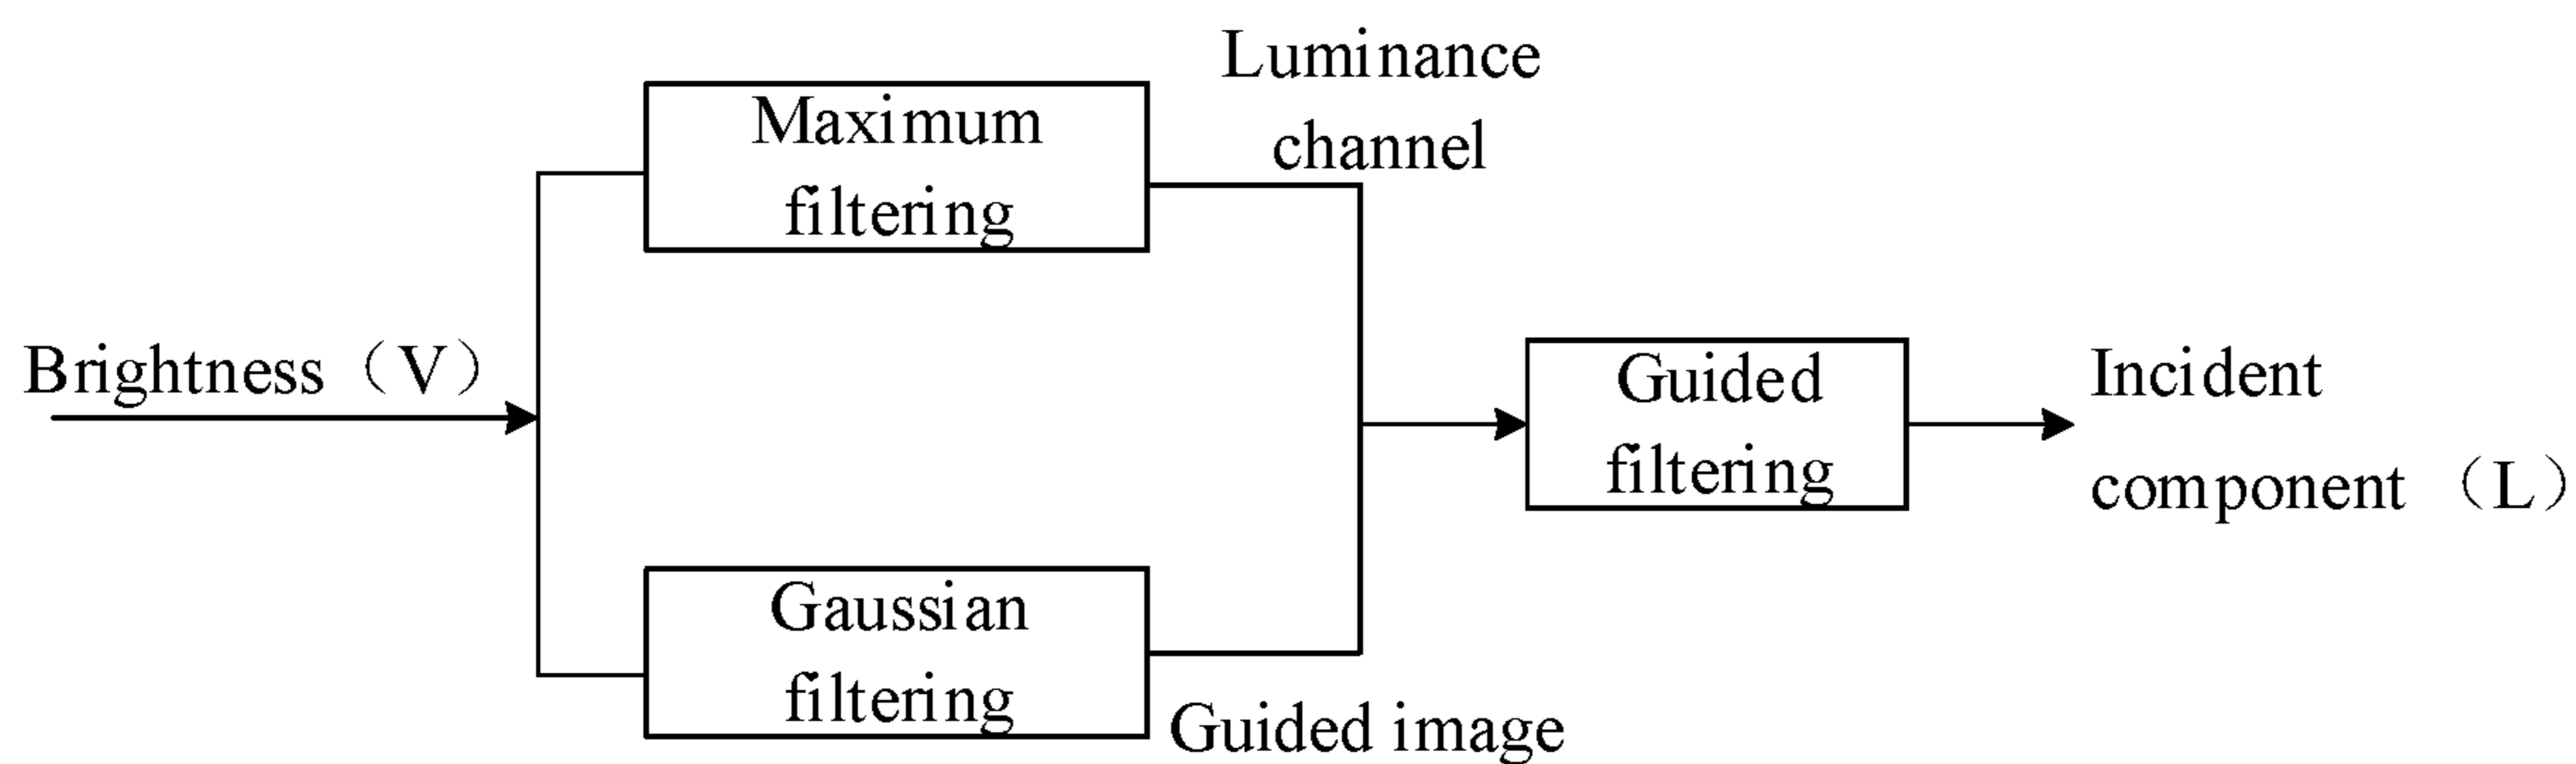 Luminance
channel
Maximum
filtering
Brightness（V）
Guided
filtering
Incident
component（L）
Gaussian
filtering
Guided image